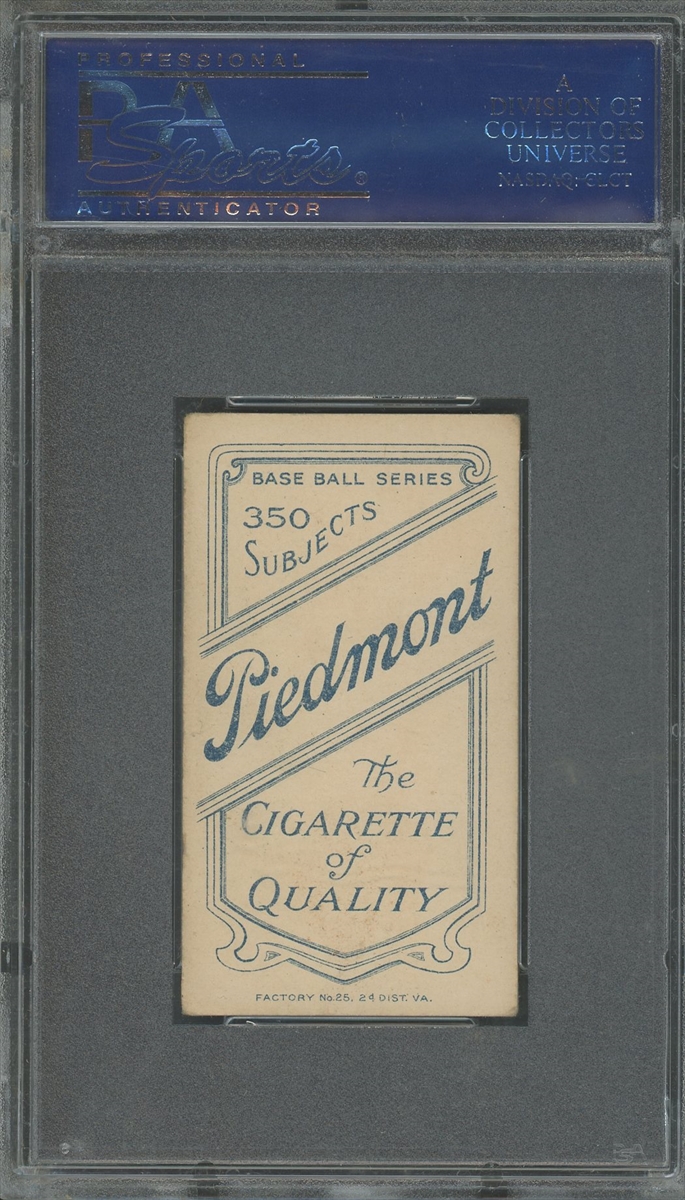 PROFESSIONAL
PSA
Sports ®
AUTHENTICATOR
A
DIVISION OF
COLLECTORS
UNIVERSE
NASDAQ: CLCT
BASE BALL SERIES
350
SUBJECTS
Piedmont
The
CIGARETTE
of
QUALITY
FACTORY No. 25, 2d DIST. VA.
PSA